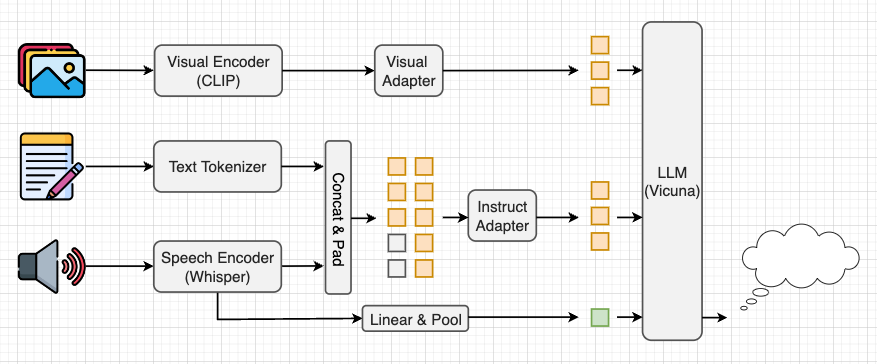 Visual Encoder
(CLIP)
Visual
Adapter
Text Tokenizer
Concat & Pad
Instruct
Adapter
Speech Encoder
(Whisper)
Linear & Pool
LLM
(Vicuna)